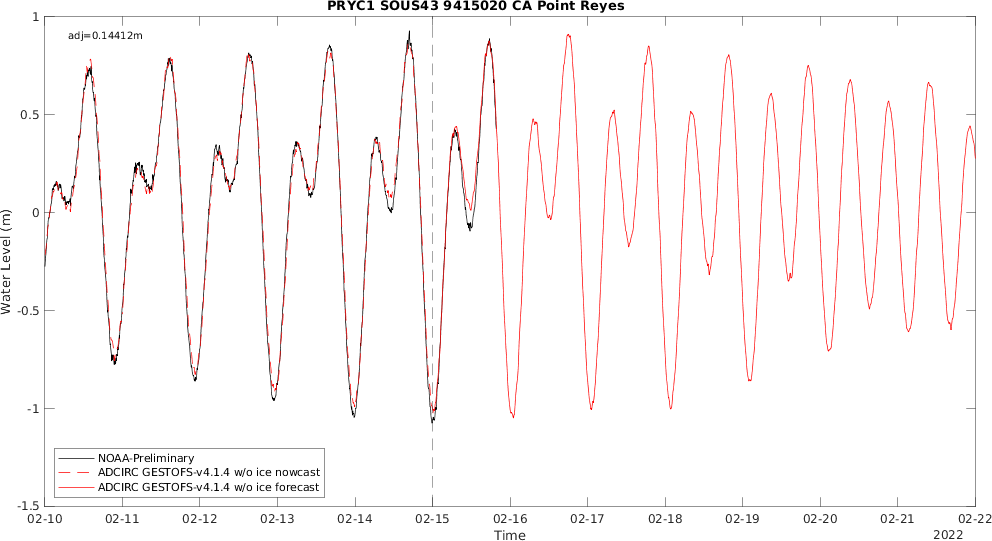 PRYC1 SOUS43 9415020 CA Point Reyes
adj=0.14412m
1
0.5
0
-0.5
-1
-1.5
Water Level (m)
NOAA-Preliminary
ADCIRC GESTOFS-v4.1.4 w/o ice nowcast
ADCIRC GESTOFS-v4.1.4 w/o ice forecast
02-10 02-11 02-12 02-13 02-14 02-15 02-16 02-17 02-18 02-19 02-20 02-21 02-22
Time
2022